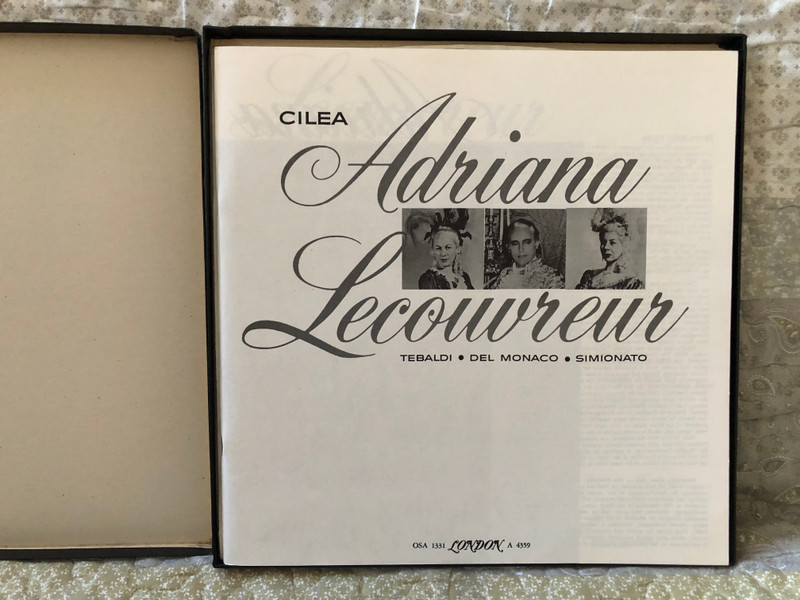 CILEA
Adriana
Lecouvreur
TEBALDI • DEL MONACO • SIMIONATO
OSA 1331 LONDON A 4359